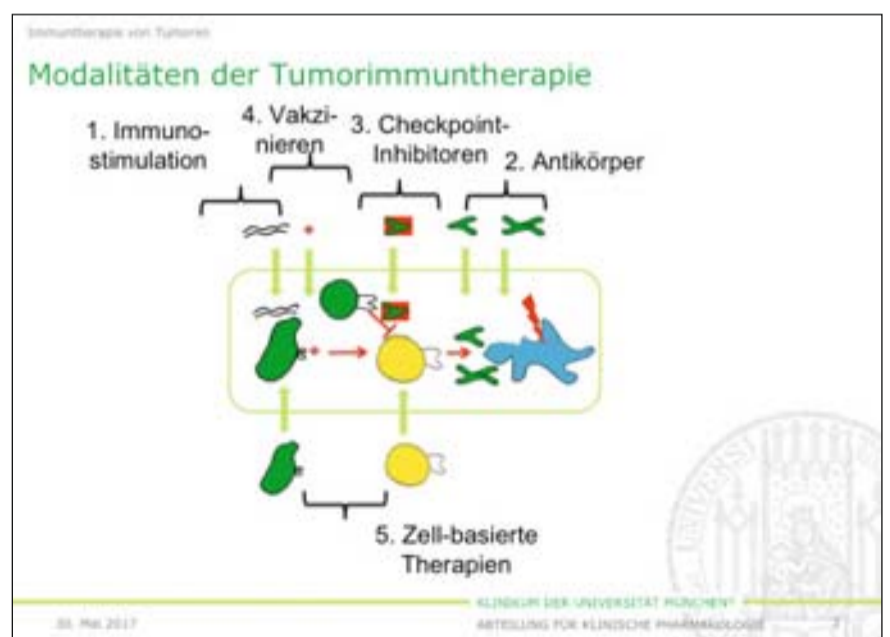 Immuntherapie von Tumoren
Modalitäten der Tumorimmuntherapie
1. Immuno-
stimulation
4. Vakzi-
nieren
3. Checkpoint-
Inhibitoren
2. Antikörper
5. Zell-basierte
Therapien
KLINIKUM DER UNIVERSITÄT MÜNCHEN
30. Mai 2017
ABTEILUNG FÜR KLINISCHE PHARMAKOLOGIE
7